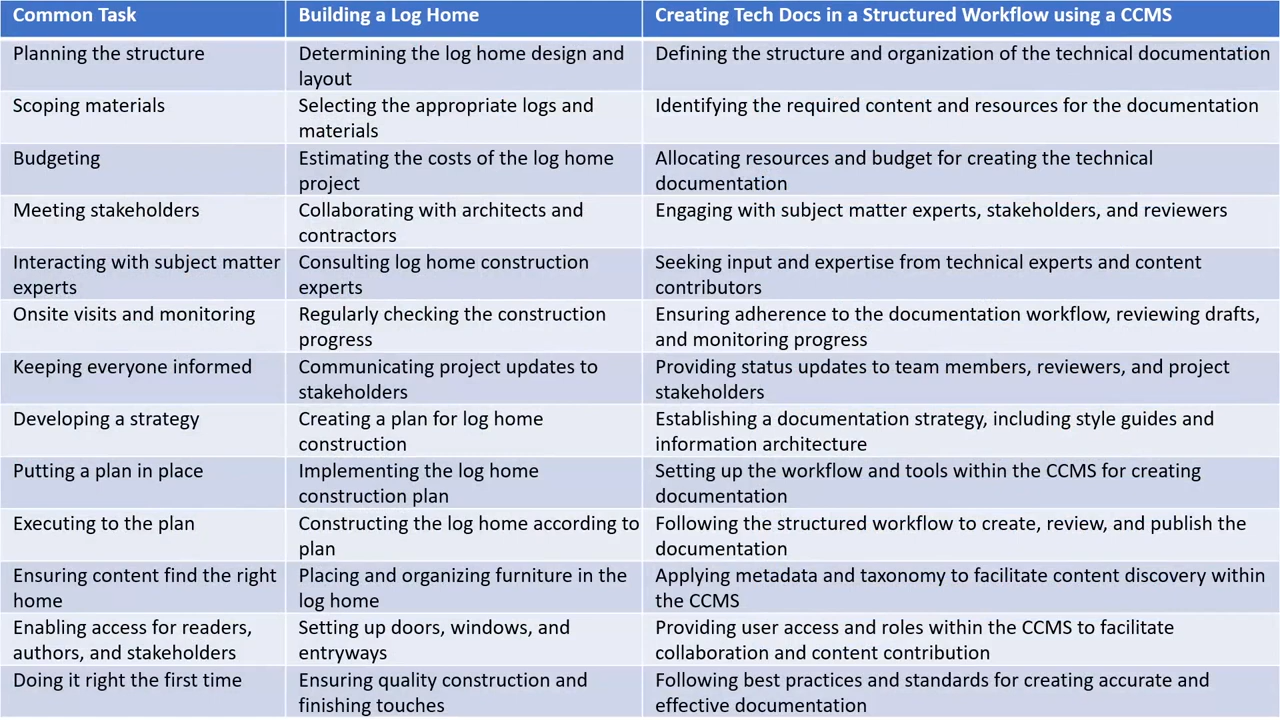 Common Task
Building a Log Home
Creating Tech Docs in a Structured Workflow using a CCMS
Planning the structure
Determining the log home design and
layout
Defining the structure and organization of the technical documentation
Scoping materials
Selecting the appropriate logs and
materials
Identifying the required content and resources for the documentation
Budgeting
Estimating the costs of the log home
project
Allocating resources and budget for creating the technical
documentation
Meeting stakeholders
Collaborating with architects and
contractors
Engaging with subject matter experts, stakeholders, and reviewers
Interacting with subject matter
experts
Consulting log home construction
experts
Seeking input and expertise from technical experts and content
contributors
Onsite visits and monitoring
Regularly checking the construction
progress
Ensuring adherence to the documentation workflow, reviewing drafts,
and monitoring progress
Keeping everyone informed
Communicating project updates to
stakeholders
Providing status updates to team members, reviewers, and project
stakeholders
Developing a strategy
Creating a plan for log home
construction
Establishing a documentation strategy, including style guides and
information architecture
Putting a plan in place
Implementing the log home
construction plan
Setting up the workflow and tools within the CCMS for creating
documentation
Executing to the plan
Constructing the log home according to
plan
Following the structured workflow to create, review, and publish the
documentation
Ensuring content find the right
home
Placing and organizing furniture in the
log home
Applying metadata and taxonomy to facilitate content discovery within
the CCMS
Enabling access for readers,
authors, and stakeholders
Setting up doors, windows, and
entryways
Providing user access and roles within the CCMS to facilitate
collaboration and content contribution
Doing it right the first time
Ensuring quality construction and
finishing touches
Following best practices and standards for creating accurate and
effective documentation